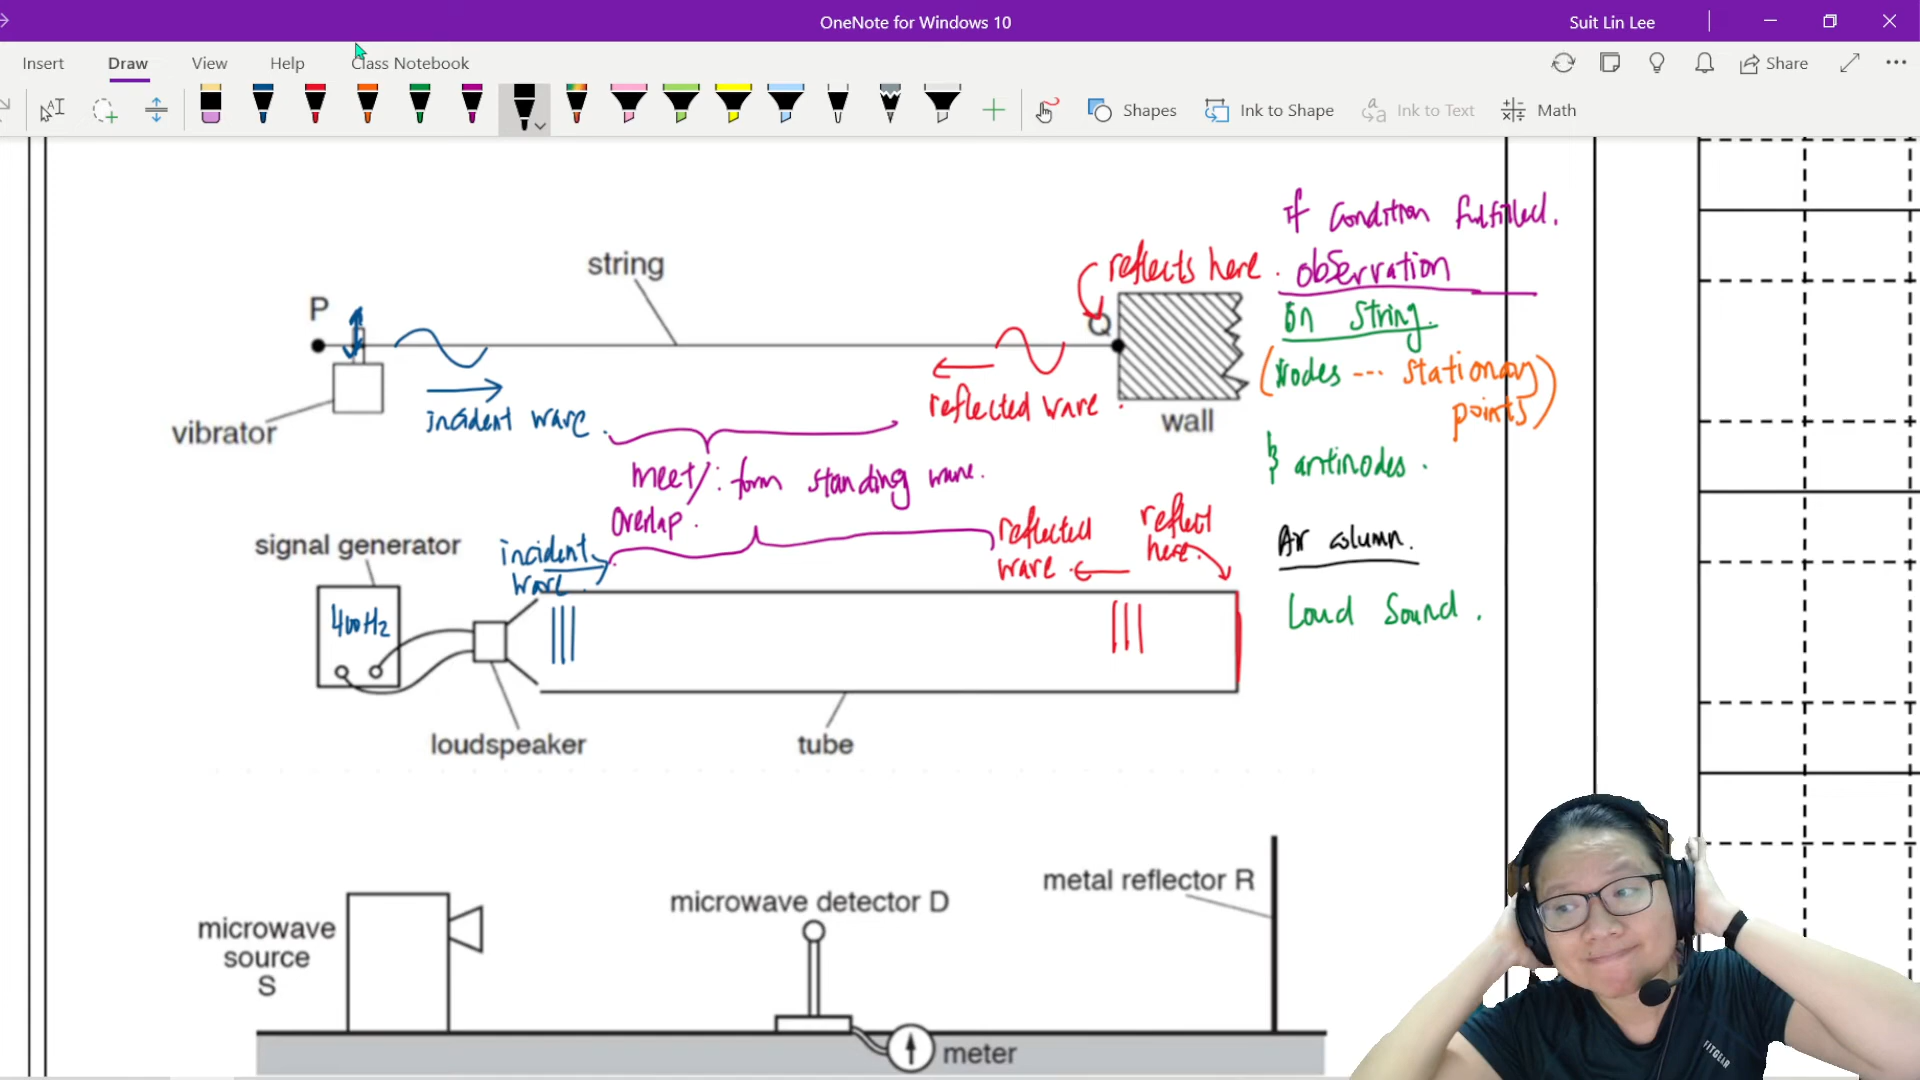 OneNote for Windows 10
Suit Lin Lee
Insert
Draw
View
Help
Class Notebook
Share
Shapes
Ink to Shape
Ink to Text
Math
If condition fulfilled.
observation
on string.
(Nodes --- stationary points)
& antinodes.
string
P
reflects here.
Q
vibrator
incident wave.
reflected wave.
wall
meet/ : form standing wave.
overlap.
signal generator
incident wave.
reflected wave.
reflect here.
Air column.
Loud Sound.
400Hz
loudspeaker
tube
microwave source S
microwave detector D
metal reflector R
meter
FITGEAR